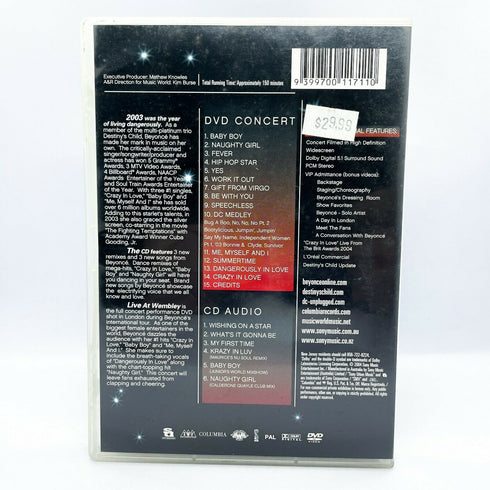 Executive Producer: Mathew Knowles
A&R Direction for Music World: Kim Burse
Total Running Time: Approximately 150 minutes
9 399700 117110
$29.99
2003 was the year
of living dangerously. As a
member of the multi-platinum trio
Destiny's Child, Beyoncé has
made her mark in music on
her own. The critically-acclaimed
singer/songwriter/producer and
actress has won 5 Grammy®
Awards, 3 MTV Video Awards,
4 Billboard® Awards, NAACP
Awards Entertainer of the Year
and Soul Train Awards Entertainer
of the Year. With three #1 singles,
"Crazy In Love," "Baby Boy" and
"Me, Myself And I," she has sold
over 6 million albums worldwide.
Adding to this starlet's talents, in
2003 she also graced the silver
screen, co-starring in the movie
"The Fighting Temptations" with
Academy Award Winner Cuba
Gooding, Jr.
The CD features 3 new
remixes and 3 new songs from
Beyoncé. Dance remixes of
mega-hits, "Crazy In Love,"
"Baby Boy" and "Naughty Girl" will
have you dancing in your seat. Brand
new songs by Beyoncé showcase
the electrifying voice that we all
know and love.
Live At Wembley is
the full concert performance DVD
shot in London during Beyoncé's
international tour. As one of the
biggest female entertainers in the
world, Beyoncé dazzles the
audience with her #1 hits "Crazy
In Love," "Baby Boy" and "Me, Myself
And I." She makes sure to
include the breath-taking vocals
of "Dangerously In Love" along
with the chart-topping hit
"Naughty Girl." This concert will
leave fans exhausted from
clapping and cheering.
DVD CONCERT
1. BABY BOY
2. NAUGHTY GIRL
3. FEVER
4. HIP HOP STAR
5. YES
6. WORK IT OUT
7. GIFT FROM VIRGO
8. BE WITH YOU
9. SPEECHLESS
10. DC MEDLEY
Bug A Boo, No, No, No Pt. 2
Bootylicious, Jumpin', Jumpin'
Say My Name, Independent Women
Pt. 1, 03 Bonnie & Clyde, Survivor
11. ME, MYSELF AND I
12. SUMMERTIME
13. DANGEROUSLY IN LOVE
14. CRAZY IN LOVE
15. CREDITS
CD AUDIO
1. WISHING ON A STAR
2. WHAT'S IT GONNA BE
3. MY FIRST TIME
4. KRAZY IN LUV
(MAURICE'S NU SOUL REMIX)
5. BABY BOY
(JUNIOR'S WORLD MIXSHOW)
6. NAUGHTY GIRL
(CALDERONE QUAYLE CLUB MIX)
FEATURES:
Concert Filmed in High Definition
Widescreen
Dolby Digital 5.1 Surround Sound
PCM Stereo
VIP Admittance (bonus videos):
Backstage
Staging/Choreography
Beyoncé's Dressing Room
Show Favorites
Beyoncé - Solo Artist
A Day in London
Meet The Fans
A Conversation With Beyoncé
"Crazy In Love" Live From
The Brit Awards 2004
L'Oréal Commercial
Destiny's Child Update
beyonceonline.com
destinyschild.com
dc-unplugged.com
columbiarecords.com
musicworldmusic.net
www.sonymusic.com
www.sonymusic.co.nz
COLUMBIA
PAL
DOLBY DIGITAL
DVD